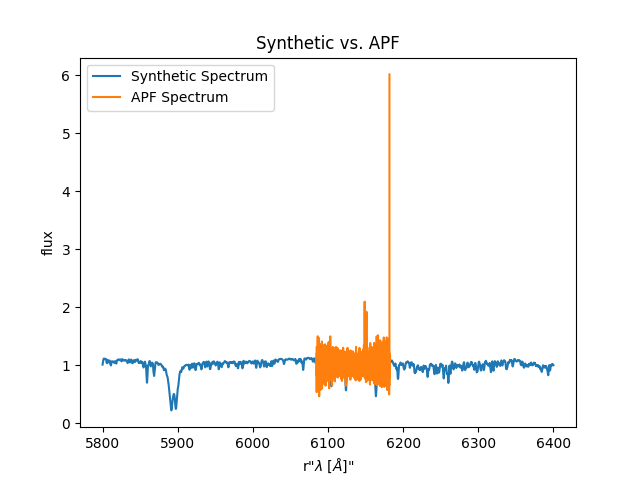 Synthetic vs. APF
Synthetic Spectrum
APF Spectrum
flux
6
5
4
3
2
1
0
5800 5900 6000 6100 6200 6300 6400
r"λ [Å]"